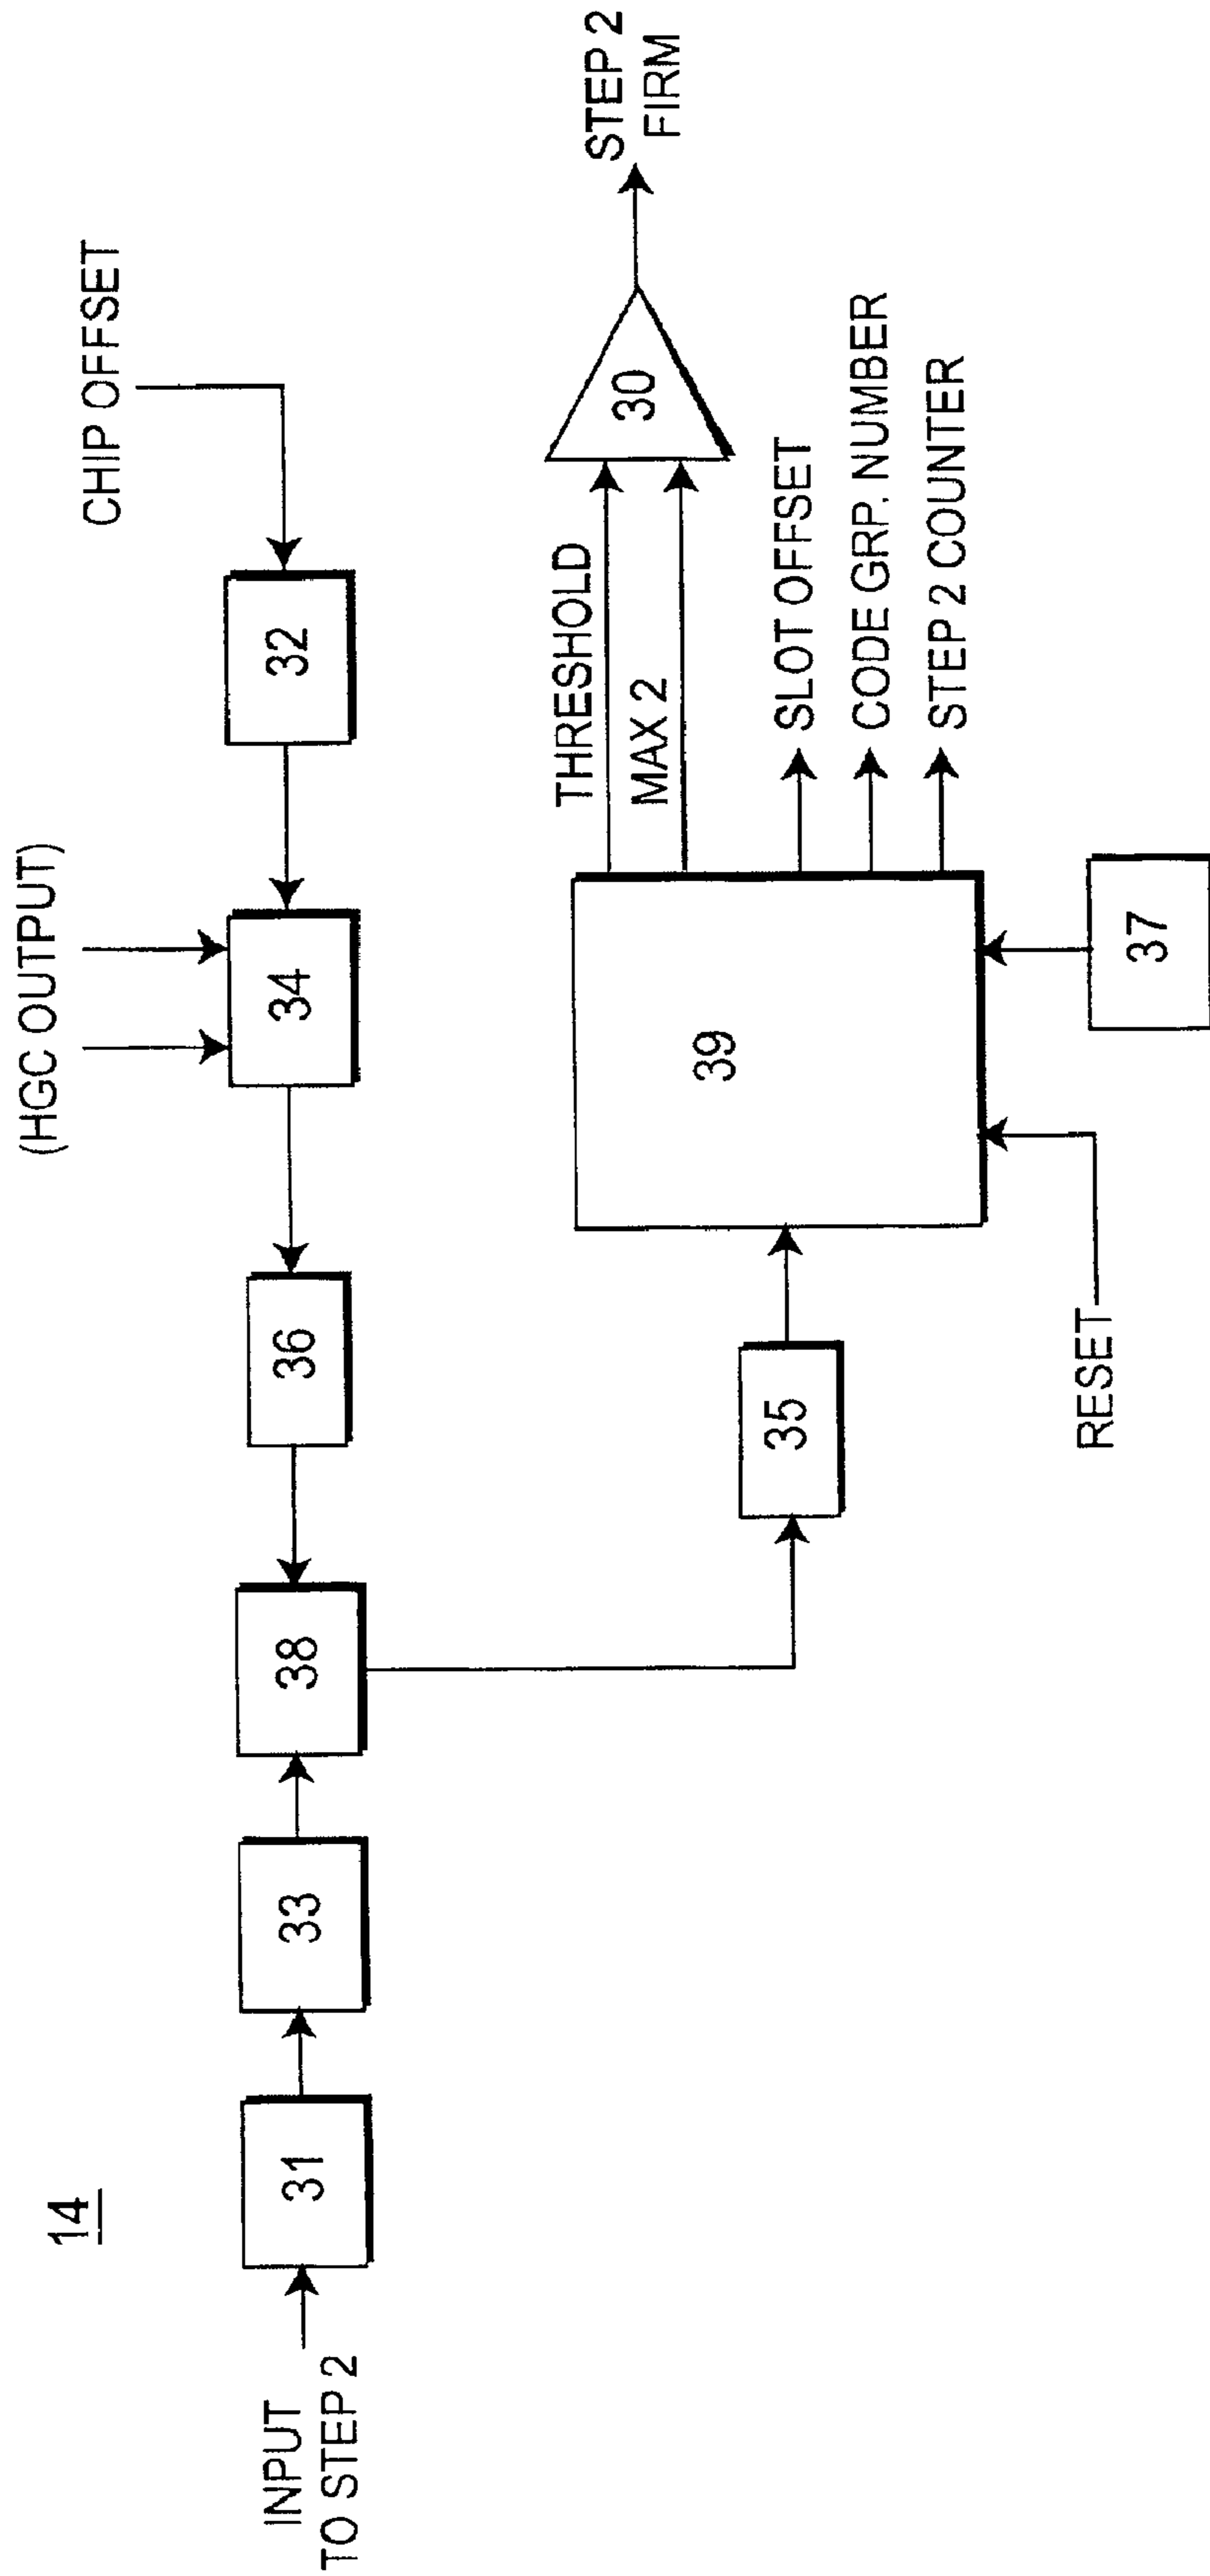 14
INPUT
TO STEP 2
31
33
38
36
34
(HGC OUTPUT)
32
CHIP OFFSET
35
39
RESET
37
THRESHOLD
MAX 2
30
STEP 2
FIRM
SLOT OFFSET
CODE GRP. NUMBER
STEP 2 COUNTER